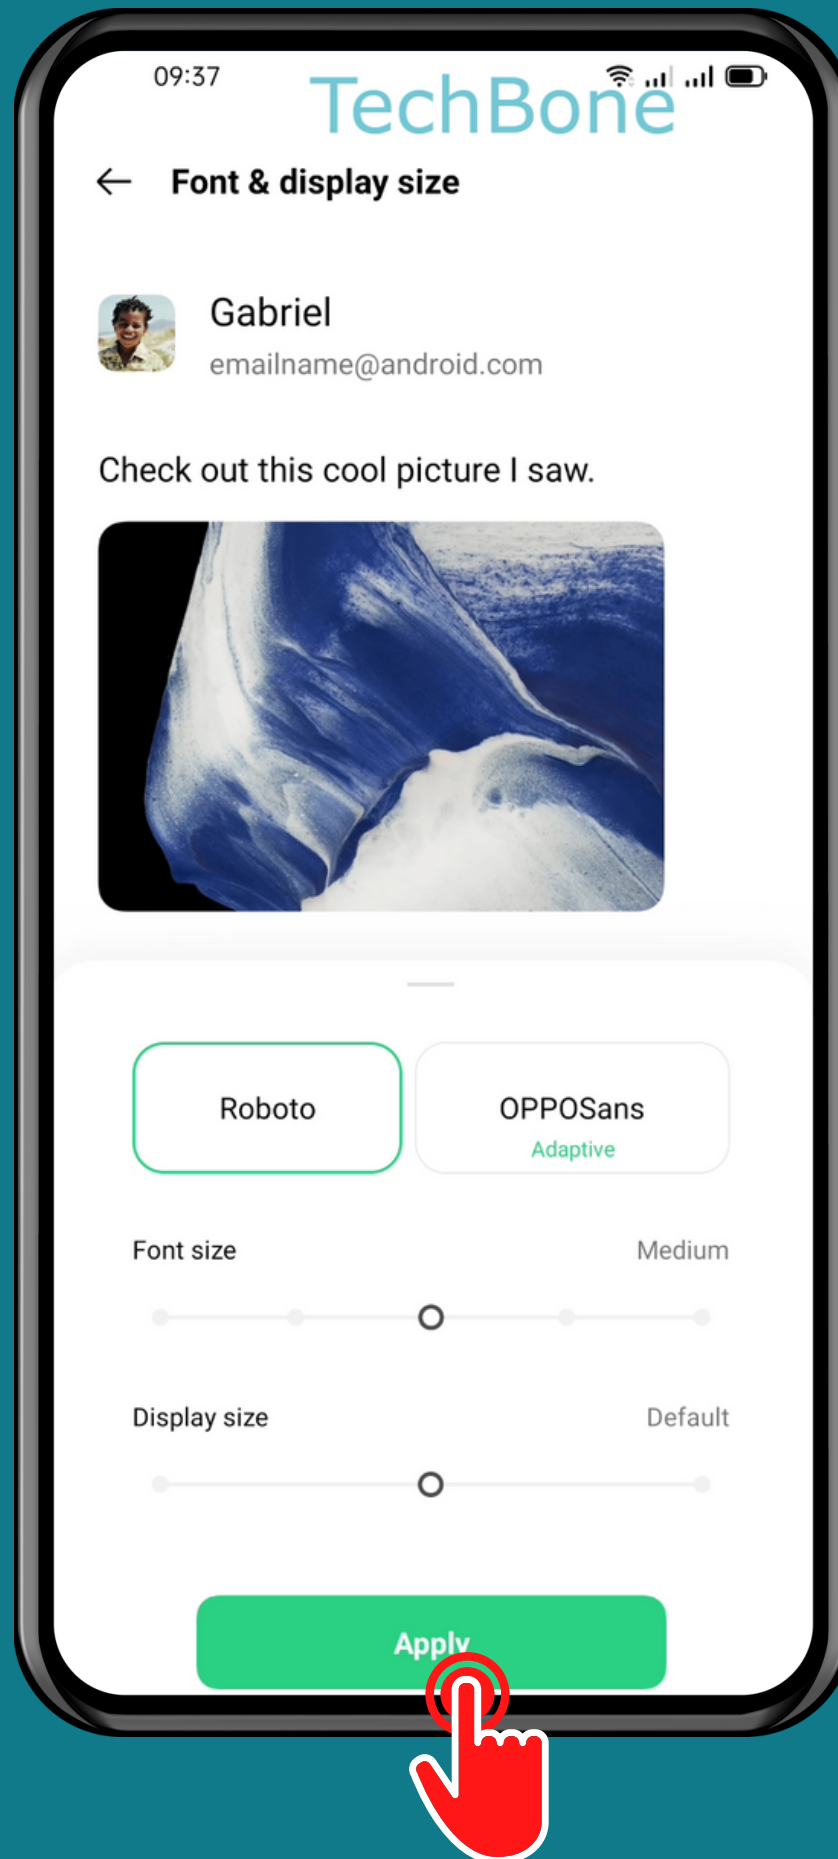 09:37
TechBone
Font & display size
Gabriel
emailname@android.com
Check out this cool picture I saw.
Roboto
OPPOSans
Adaptive
Font size
Medium
Display size
Default
Apply